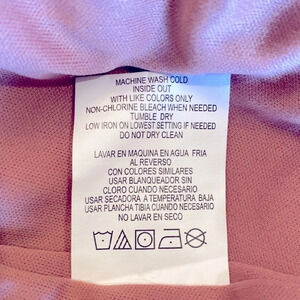 MACHINE WASH COLD
INSIDE OUT
WITH LIKE COLORS ONLY
NON-CHLORINE BLEACH WHEN NEEDED
TUMBLE DRY
LOW IRON ON LOWEST SETTING IF NEEDED
DO NOT DRY CLEAN
LAVAR EN MAQUINA EN AGUA FRIA
AL REVERSO
CON COLORES SIMILARES
USAR BLANQUEADOR SIN
CLORO CUANDO NECESARIO
USAR SECADORA A TEMPERATURA BAJA
USAR PLANCHA TIBIA CUANDO NECESARIO
NO LAVAR EN SECO